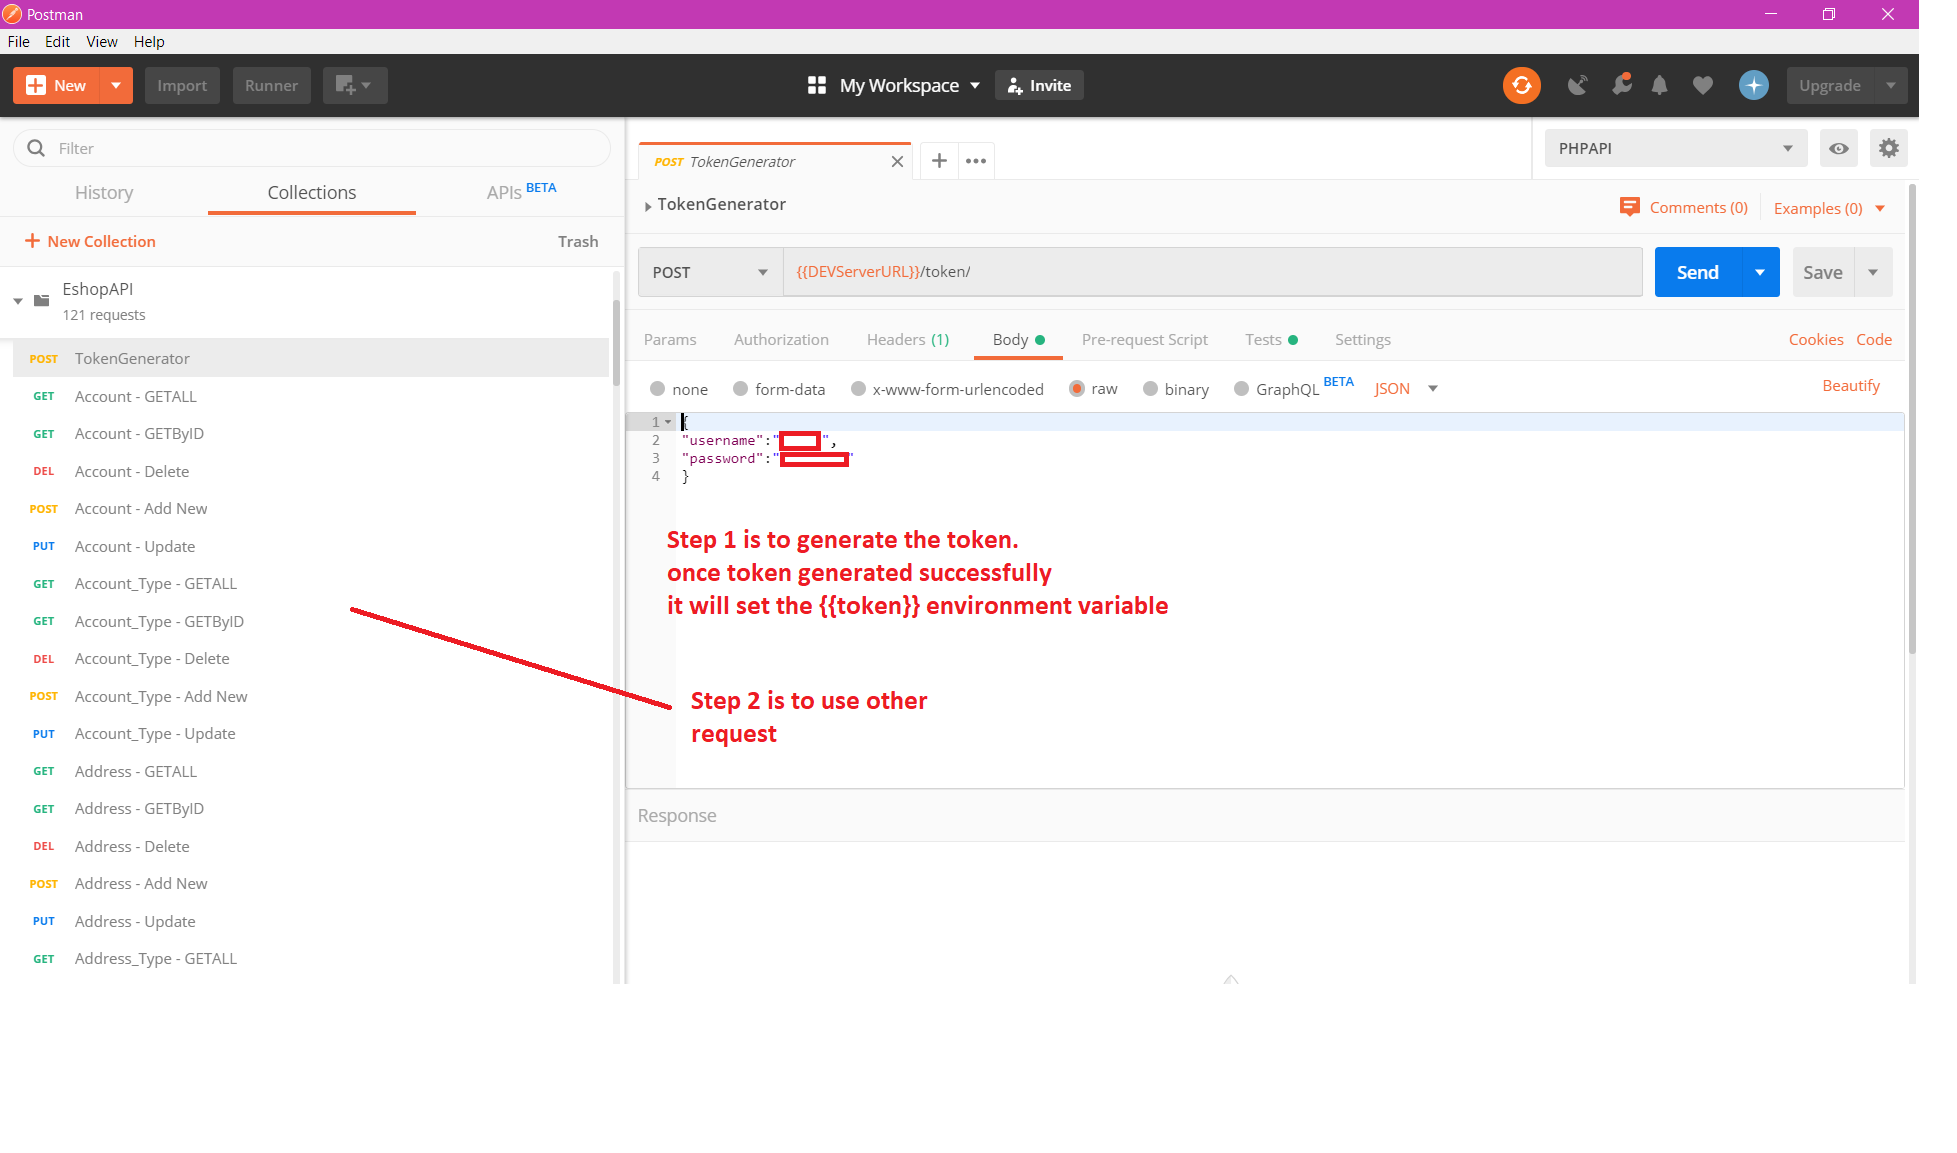 Postman
File Edit View Help
New Import Runner My Workspace Invite Upgrade
Filter
History Collections APIs BETA
New Collection Trash
EshopAPI
121 requests
POST TokenGenerator
GET Account - GETALL
GET Account - GETByID
DEL Account - Delete
POST Account - Add New
PUT Account - Update
GET Account_Type - GETALL
GET Account_Type - GETByID
DEL Account_Type - Delete
POST Account_Type - Add New
PUT Account_Type - Update
GET Address - GETALL
GET Address - GETByID
DEL Address - Delete
POST Address - Add New
PUT Address - Update
GET Address_Type - GETALL
POST TokenGenerator
PHPAPI
TokenGenerator
Comments (0) Examples (0)
POST {{DEVServerURL}}/token/ Send Save
Params Authorization Headers (1) Body Pre-request Script Tests Settings Cookies Code
none form-data x-www-form-urlencoded raw binary GraphQL BETA JSON Beautify
1 {
2 "username":"",
3 "password":""
4 }
Step 1 is to generate the token.
once token generated successfully
it will set the {{token}} environment variable
Step 2 is to use other
request
Response